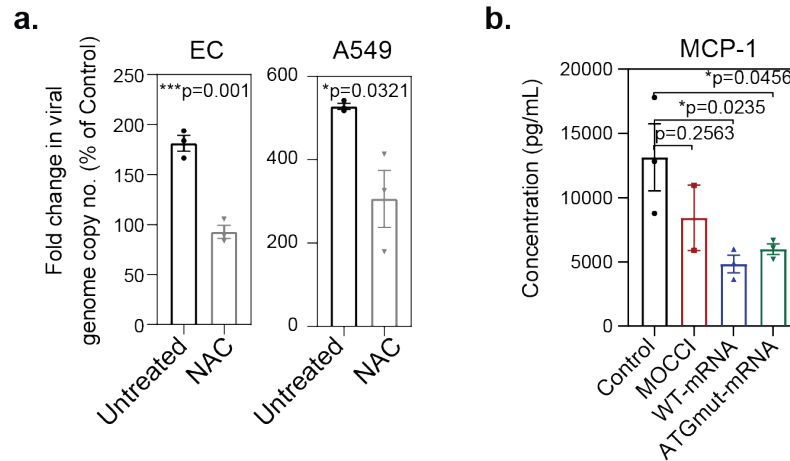 a.
Fold change in viral
genome copy no. (% of Control)
EC
250
200
150
100
50
0
***p=0.001
Untreated
NAC
A549
600
400
200
0
*p=0.0321
Untreated
NAC
b.
MCP-1
Concentration (pg/mL)
20000
15000
10000
5000
0
*p=0.0456
*p=0.0235
p=0.2563
Control
MOCCI
WT-mRNA
ATGmut-mRNA